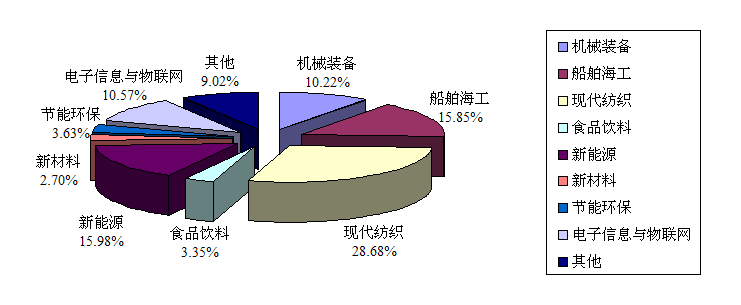 其他
9.02%
机械装备
10.22%
电子信息与物联网
10.57%
船舶海工
15.85%
节能环保
3.63%
新材料
2.70%
新能源
15.98%
食品饮料
3.35%
现代纺织
28.68%
机械装备
船舶海工
现代纺织
食品饮料
新能源
新材料
节能环保
电子信息与物联网
其他